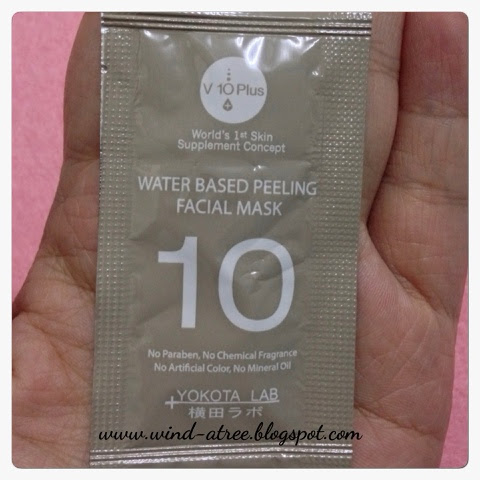 V 10 Plus
World's 1st Skin
Supplement Concept
WATER BASED PEELING
FACIAL MASK
10
No Paraben, No Chemical Fragrance
No Artificial Color, No Mineral Oil
YOKOTA LAB
横田ラボ
www.wind-atree.blogspot.com